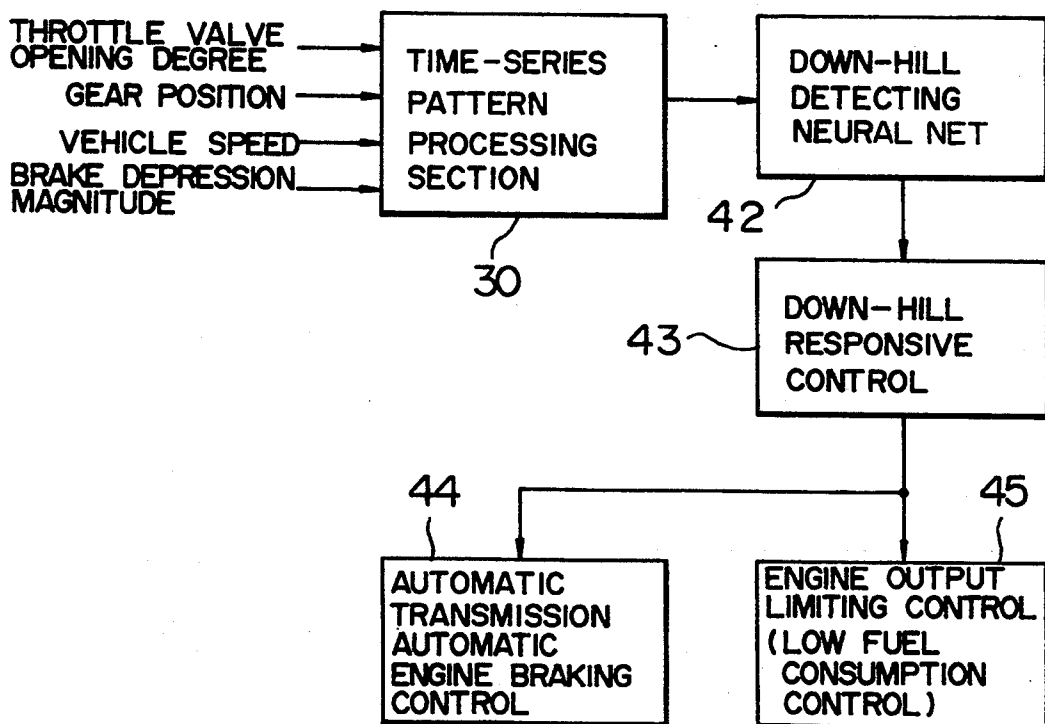 THROTTLE VALVE
OPENING DEGREE
GEAR POSITION
VEHICLE SPEED
BRAKE DEPRESSION
MAGNITUDE
TIME-SERIES
PATTERN
PROCESSING
SECTION
30
DOWN-HILL
DETECTING
NEURAL NET
42
DOWN-HILL
RESPONSIVE
CONTROL
43
44
AUTOMATIC
TRANSMISSION
AUTOMATIC
ENGINE BRAKING
CONTROL
45
ENGINE OUTPUT
LIMITING CONTROL
(LOW FUEL
CONSUMPTION
CONTROL)